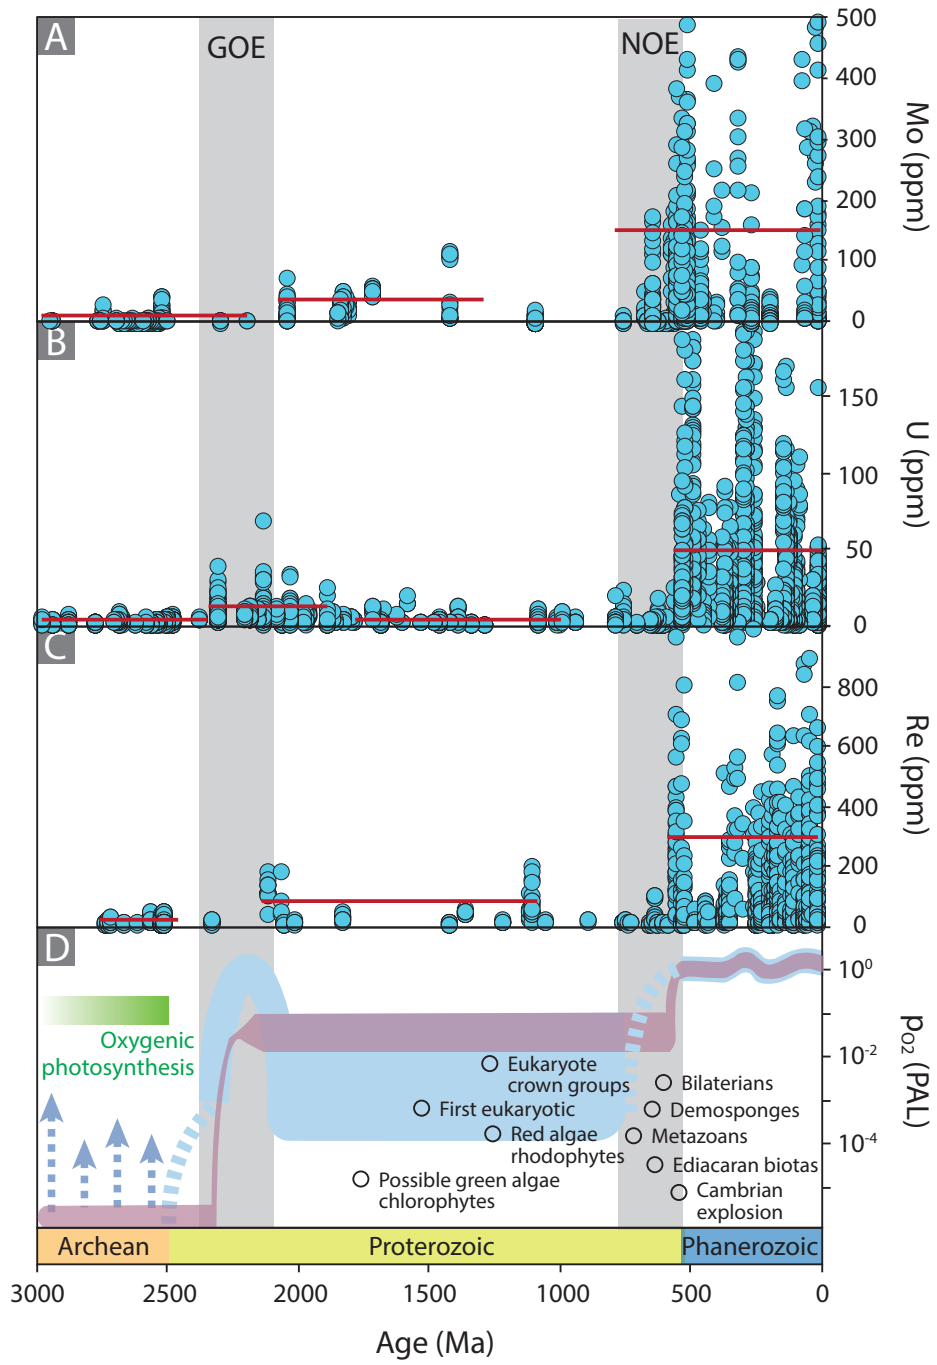 A
GOE
NOE
500
400
300
200
100
0
Mo (ppm)
B
150
100
50
0
U (ppm)
C
800
600
400
200
0
Re (ppm)
D
10⁰
10⁻²
10⁻⁴
pO₂ (PAL)
Oxygenic
photosynthesis
Eukaryote
crown groups
First eukaryotic
Red algae
rhodophytes
Possible green algae
chlorophytes
Bilaterians
Demosponges
Metazoans
Ediacaran biotas
Cambrian
explosion
Archean
Proterozoic
Phanerozoic
3000
2500
2000
1500
1000
500
0
Age (Ma)